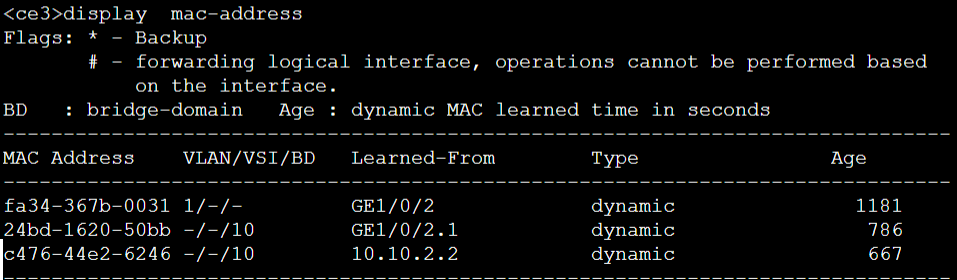 <ce3>display  mac-address
Flags: * - Backup
       # - forwarding logical interface, operations cannot be performed based
           on the interface.
BD   : bridge-domain   Age : dynamic MAC learned time in seconds
-------------------------------------------------------------------------------
MAC Address    VLAN/VSI/BD   Learned-From        Type                Age
-------------------------------------------------------------------------------
fa34-367b-0031 1/-/-         GE1/0/2             dynamic               1181
24bd-1620-50bb -/-/10        GE1/0/2.1           dynamic                786
c476-44e2-6246 -/-/10        10.10.2.2           dynamic                667
-------------------------------------------------------------------------------